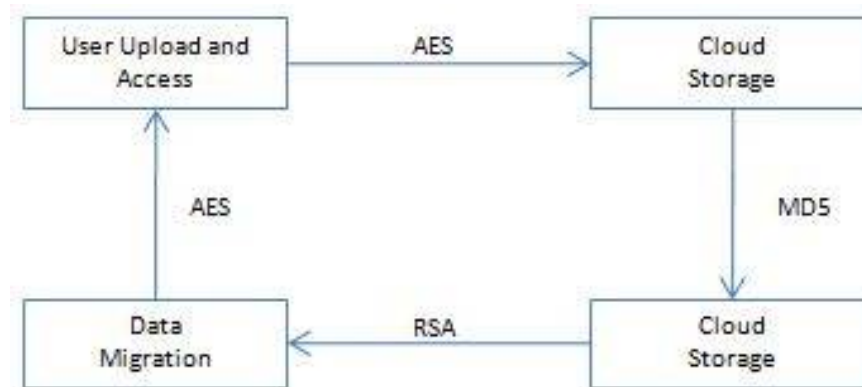 User Upload and
Access
AES
Cloud
Storage
AES
MD5
Data
Migration
RSA
Cloud
Storage